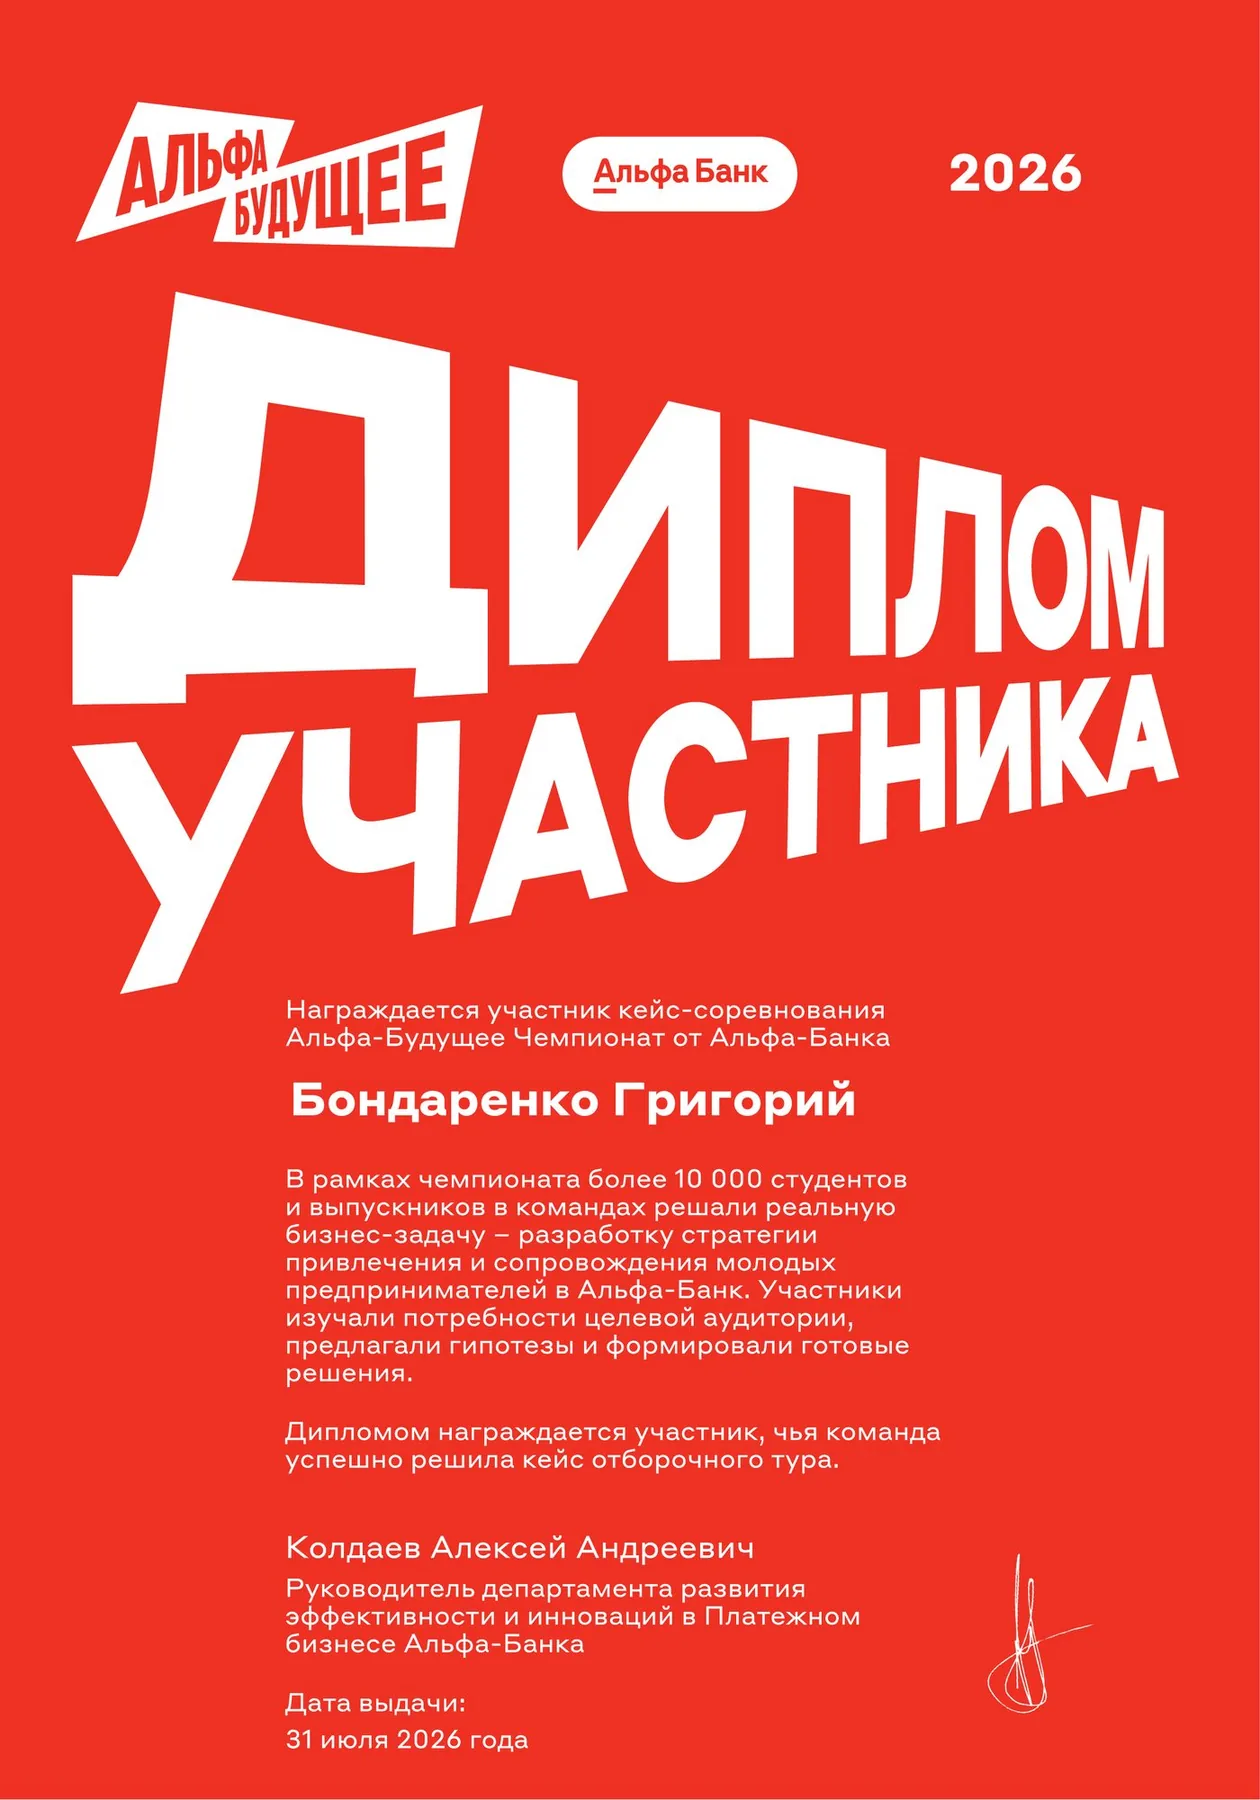 АЛЬФА
БУДУЩЕЕ
Альфа Банк
2026
ДИПЛОМ
УЧАСТНИКА
Награждается участник кейс-соревнования
Альфа-Будущее Чемпионат от Альфа-Банка
Бондаренко Григорий
В рамках чемпионата более 10 000 студентов
и выпускников в командах решали реальную
бизнес-задачу – разработку стратегии
привлечения и сопровождения молодых
предпринимателей в Альфа-Банк. Участники
изучали потребности целевой аудитории,
предлагали гипотезы и формировали готовые
решения.
Дипломом награждается участник, чья команда
успешно решила кейс отборочного тура.
Колдаев Алексей Андреевич
Руководитель департамента развития
эффективности и инноваций в Платежном
бизнесе Альфа-Банка
Дата выдачи:
31 июля 2026 года